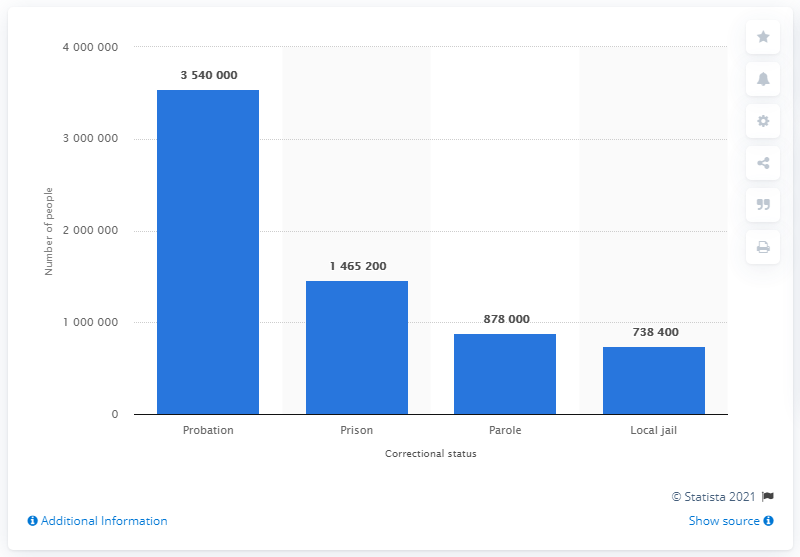 4 000 000
3 540 000
3 000 000
Number of people
2 000 000
1 465 200
1 000 000
878 000
738 400
0
Probation Prison Parole Local jail
Correctional status
© Statista 2021
Additional Information Show source